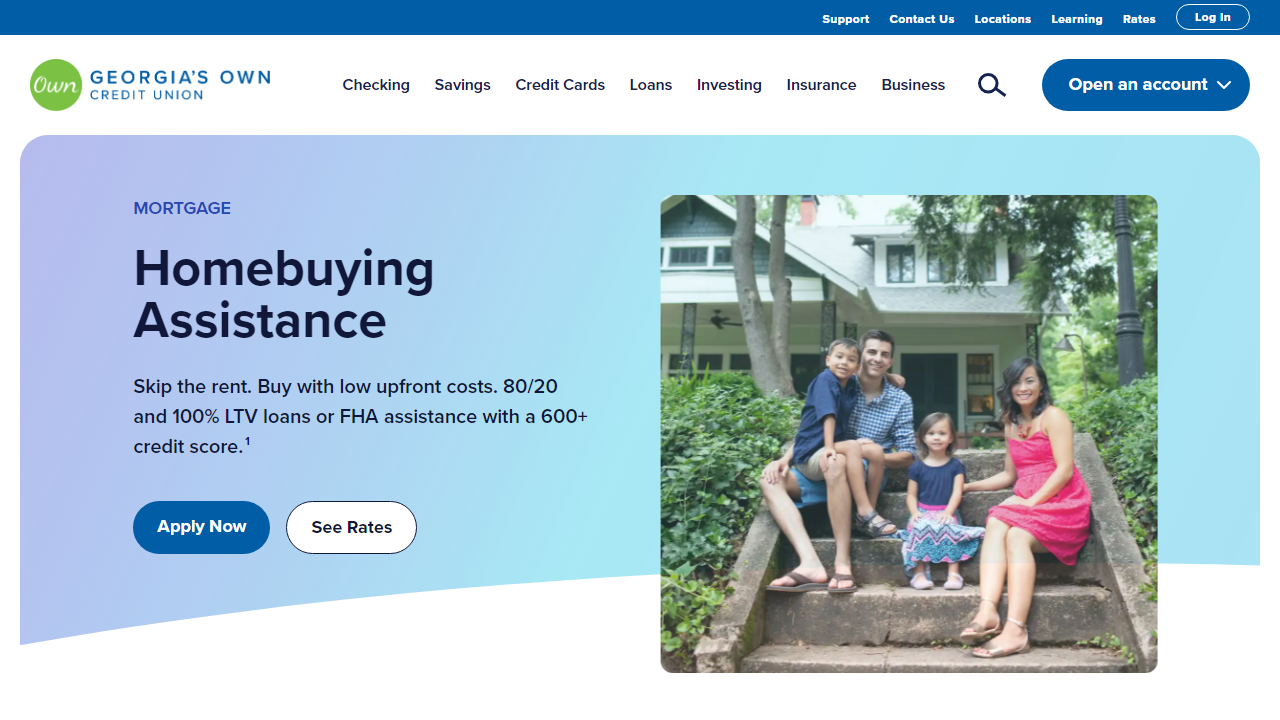 Support Contact Us Locations Learning Rates Log In
Own GEORGIA'S OWN
CREDIT UNION
Checking Savings Credit Cards Loans Investing Insurance Business Open an account
MORTGAGE
Homebuying
Assistance
Skip the rent. Buy with low upfront costs. 80/20
and 100% LTV loans or FHA assistance with a 600+
credit score.¹
Apply Now See Rates